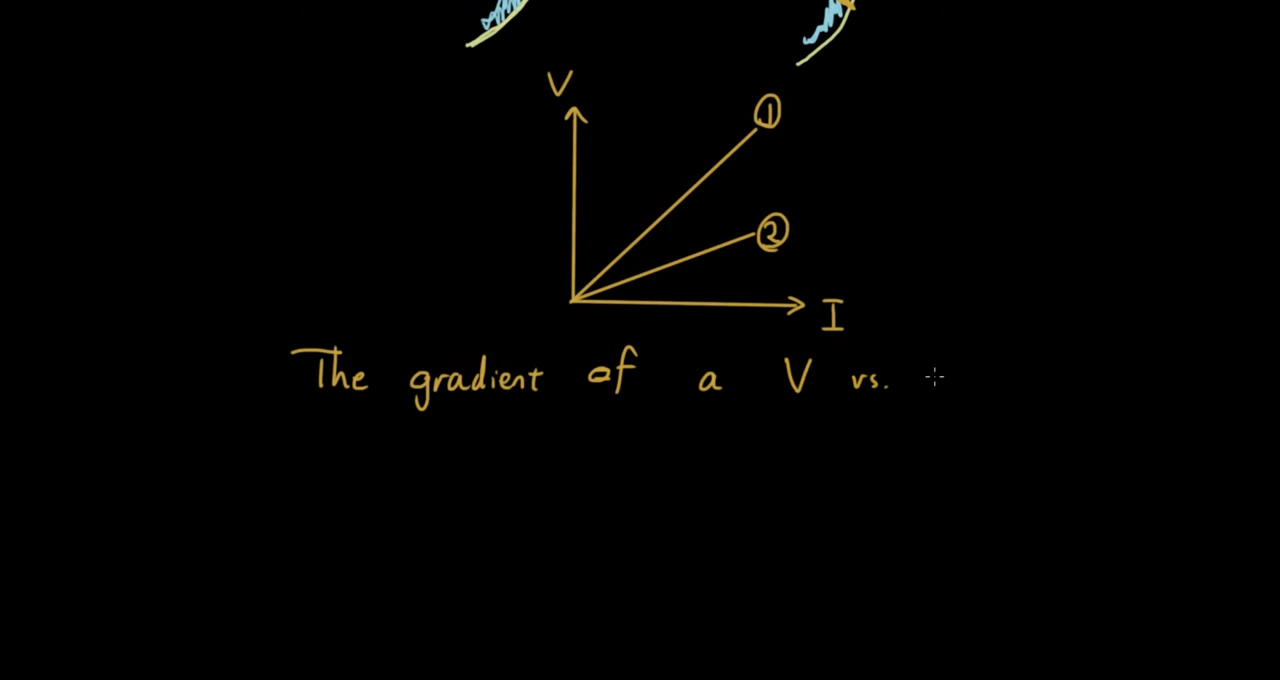 V
①
②
I
The gradient of a V vs.